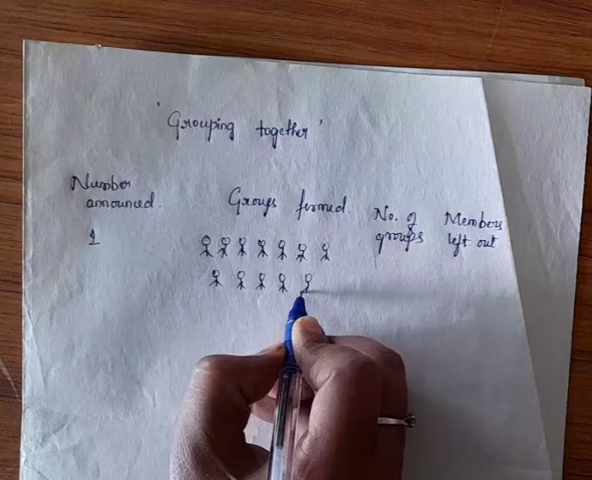 'Grouping together'
Number announced.
Groups formed.
No. of groups
Members left out
1